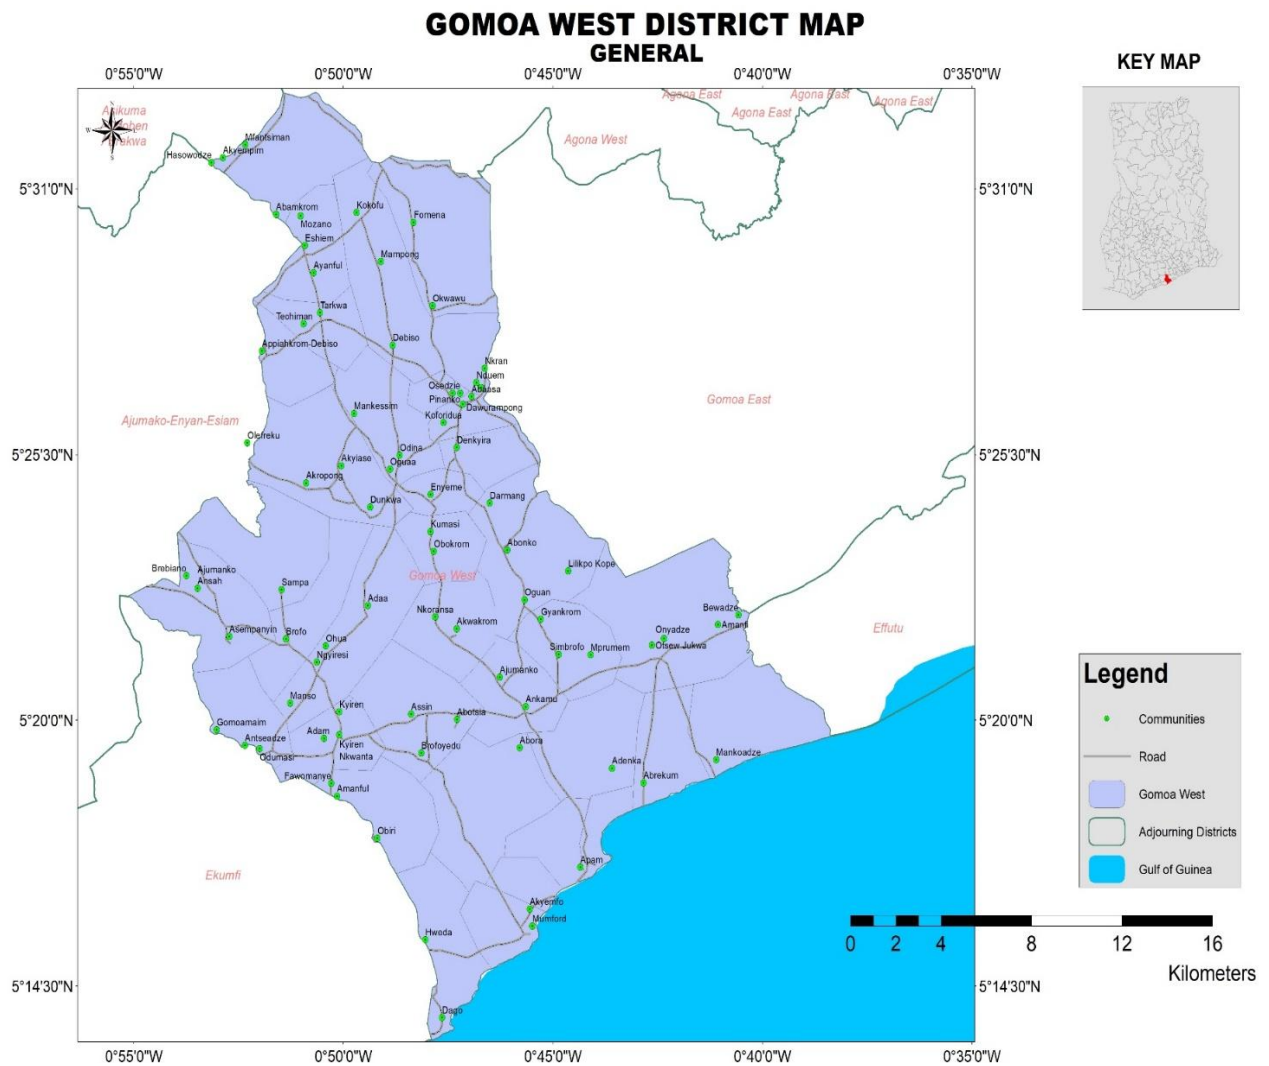 GOMOA WEST DISTRICT MAP
GENERAL
0°55'0"W 0°50'0"W 0°45'0"W 0°40'0"W 0°35'0"W
KEY MAP
Agona East
Agona East
Agona East
Agona East
Agona West
N
W
S
Mfantsiman
Akyempim
Hasowodze
5°31'0"N 5°31'0"N
Abamkrom
Mozano
Kokofu
Fomena
Eshiem
Mampong
Ayanful
Okwawu
Tarkwa
Techiman
Debiso
Appiahkrom-Debiso
Nkran
Nduem
Osedzie
Abaasa
Pinanko
Dawurampong
Mankessim
Koforidua
Gomoa East
Ajumako-Enyan-Esiam
Olefreku
Denkyira
Odina
5°25'30"N 5°25'30"N
Akyiaso
Oguaa
Akropong
Enyeme
Darmang
Dunkwa
Kumasi
Obokrom
Abonko
Lilikpo Kope
Gomoa West
Brebiano
Ajumanko
Ansah
Sampa
Adaa
Oguan
Nkoransa
Gyankrom
Akwakrom
Bewadze
Amanfi
Effutu
Asempanyin
Brofo
Ohua
Onyadze
Otsew Jukwa
Simbrofo
Mprumem
Ngyiresi
Ajumanko
Legend
Manso
Kyiren
Assin
Abotsia
Ankamu
5°20'0"N 5°20'0"N
Communities
Gomoamaim
Antseadze
Odumasi
Adam
Kyiren
Nkwanta
Brofoyedu
Abora
Mankoadze
Road
Adenka
Abrekum
Fawomanye
Amanful
Gomoa West
Obiri
Adjourning Districts
Apam
Gulf of Guinea
Ekumfi
Akyemfo
Mumford
Hwoda
0 2 4 8 12 16
Kilometers
5°14'30"N 5°14'30"N
Dago
0°55'0"W 0°50'0"W 0°45'0"W 0°40'0"W 0°35'0"W